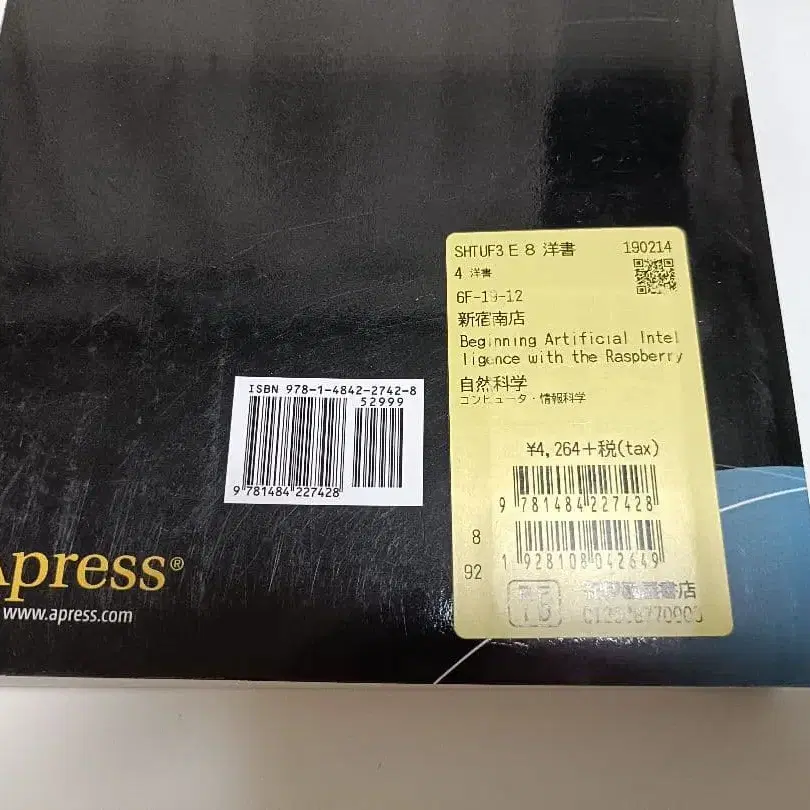 SHTUF3 E 8 洋書 190214
4 洋書
6F-19-12
新宿南店
Beginning Artificial Intel
ligence with the Raspberry
自然科学
コンピュータ・情報科学
¥4,264+税(tax)
9 781484 227428
8
1 928108 042649
92
書店
ISBN 978-1-4842-2742-8
52999
9 781484 227428
Apress®
www.apress.com